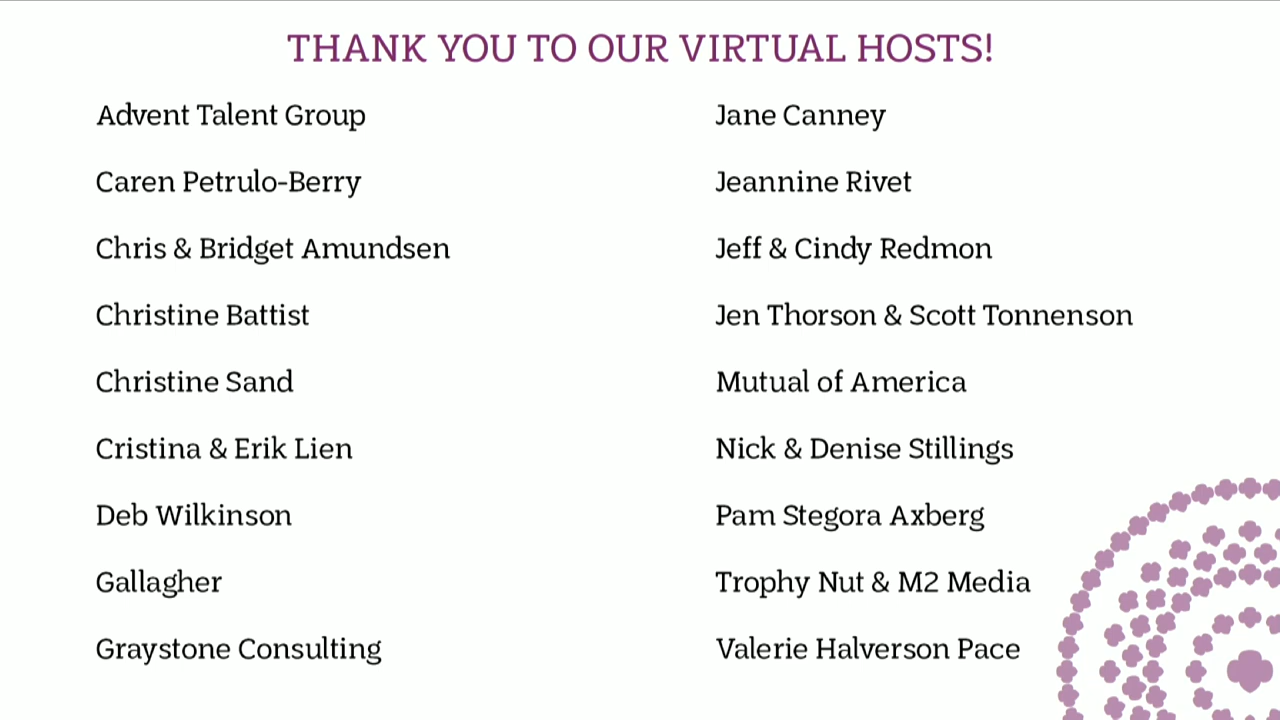 THANK YOU TO OUR VIRTUAL HOSTS!
Advent Talent Group
Caren Petrulo-Berry
Chris & Bridget Amundsen
Christine Battist
Christine Sand
Cristina & Erik Lien
Deb Wilkinson
Gallagher
Graystone Consulting
Jane Canney
Jeannine Rivet
Jeff & Cindy Redmon
Jen Thorson & Scott Tonnenson
Mutual of America
Nick & Denise Stillings
Pam Stegora Axberg
Trophy Nut & M2 Media
Valerie Halverson Pace